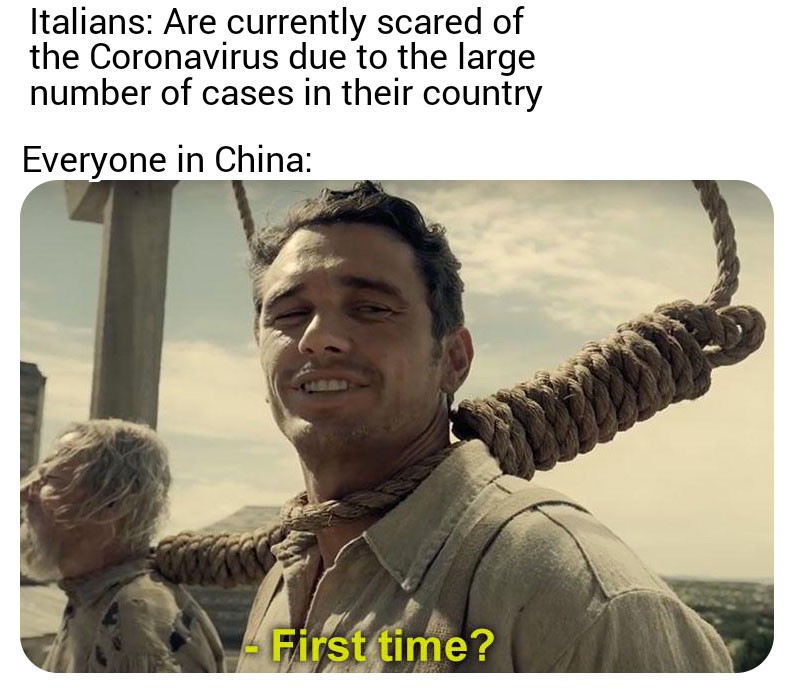 Italians: Are currently scared of
the Coronavirus due to the large
number of cases in their country
Everyone in China:
- First time?